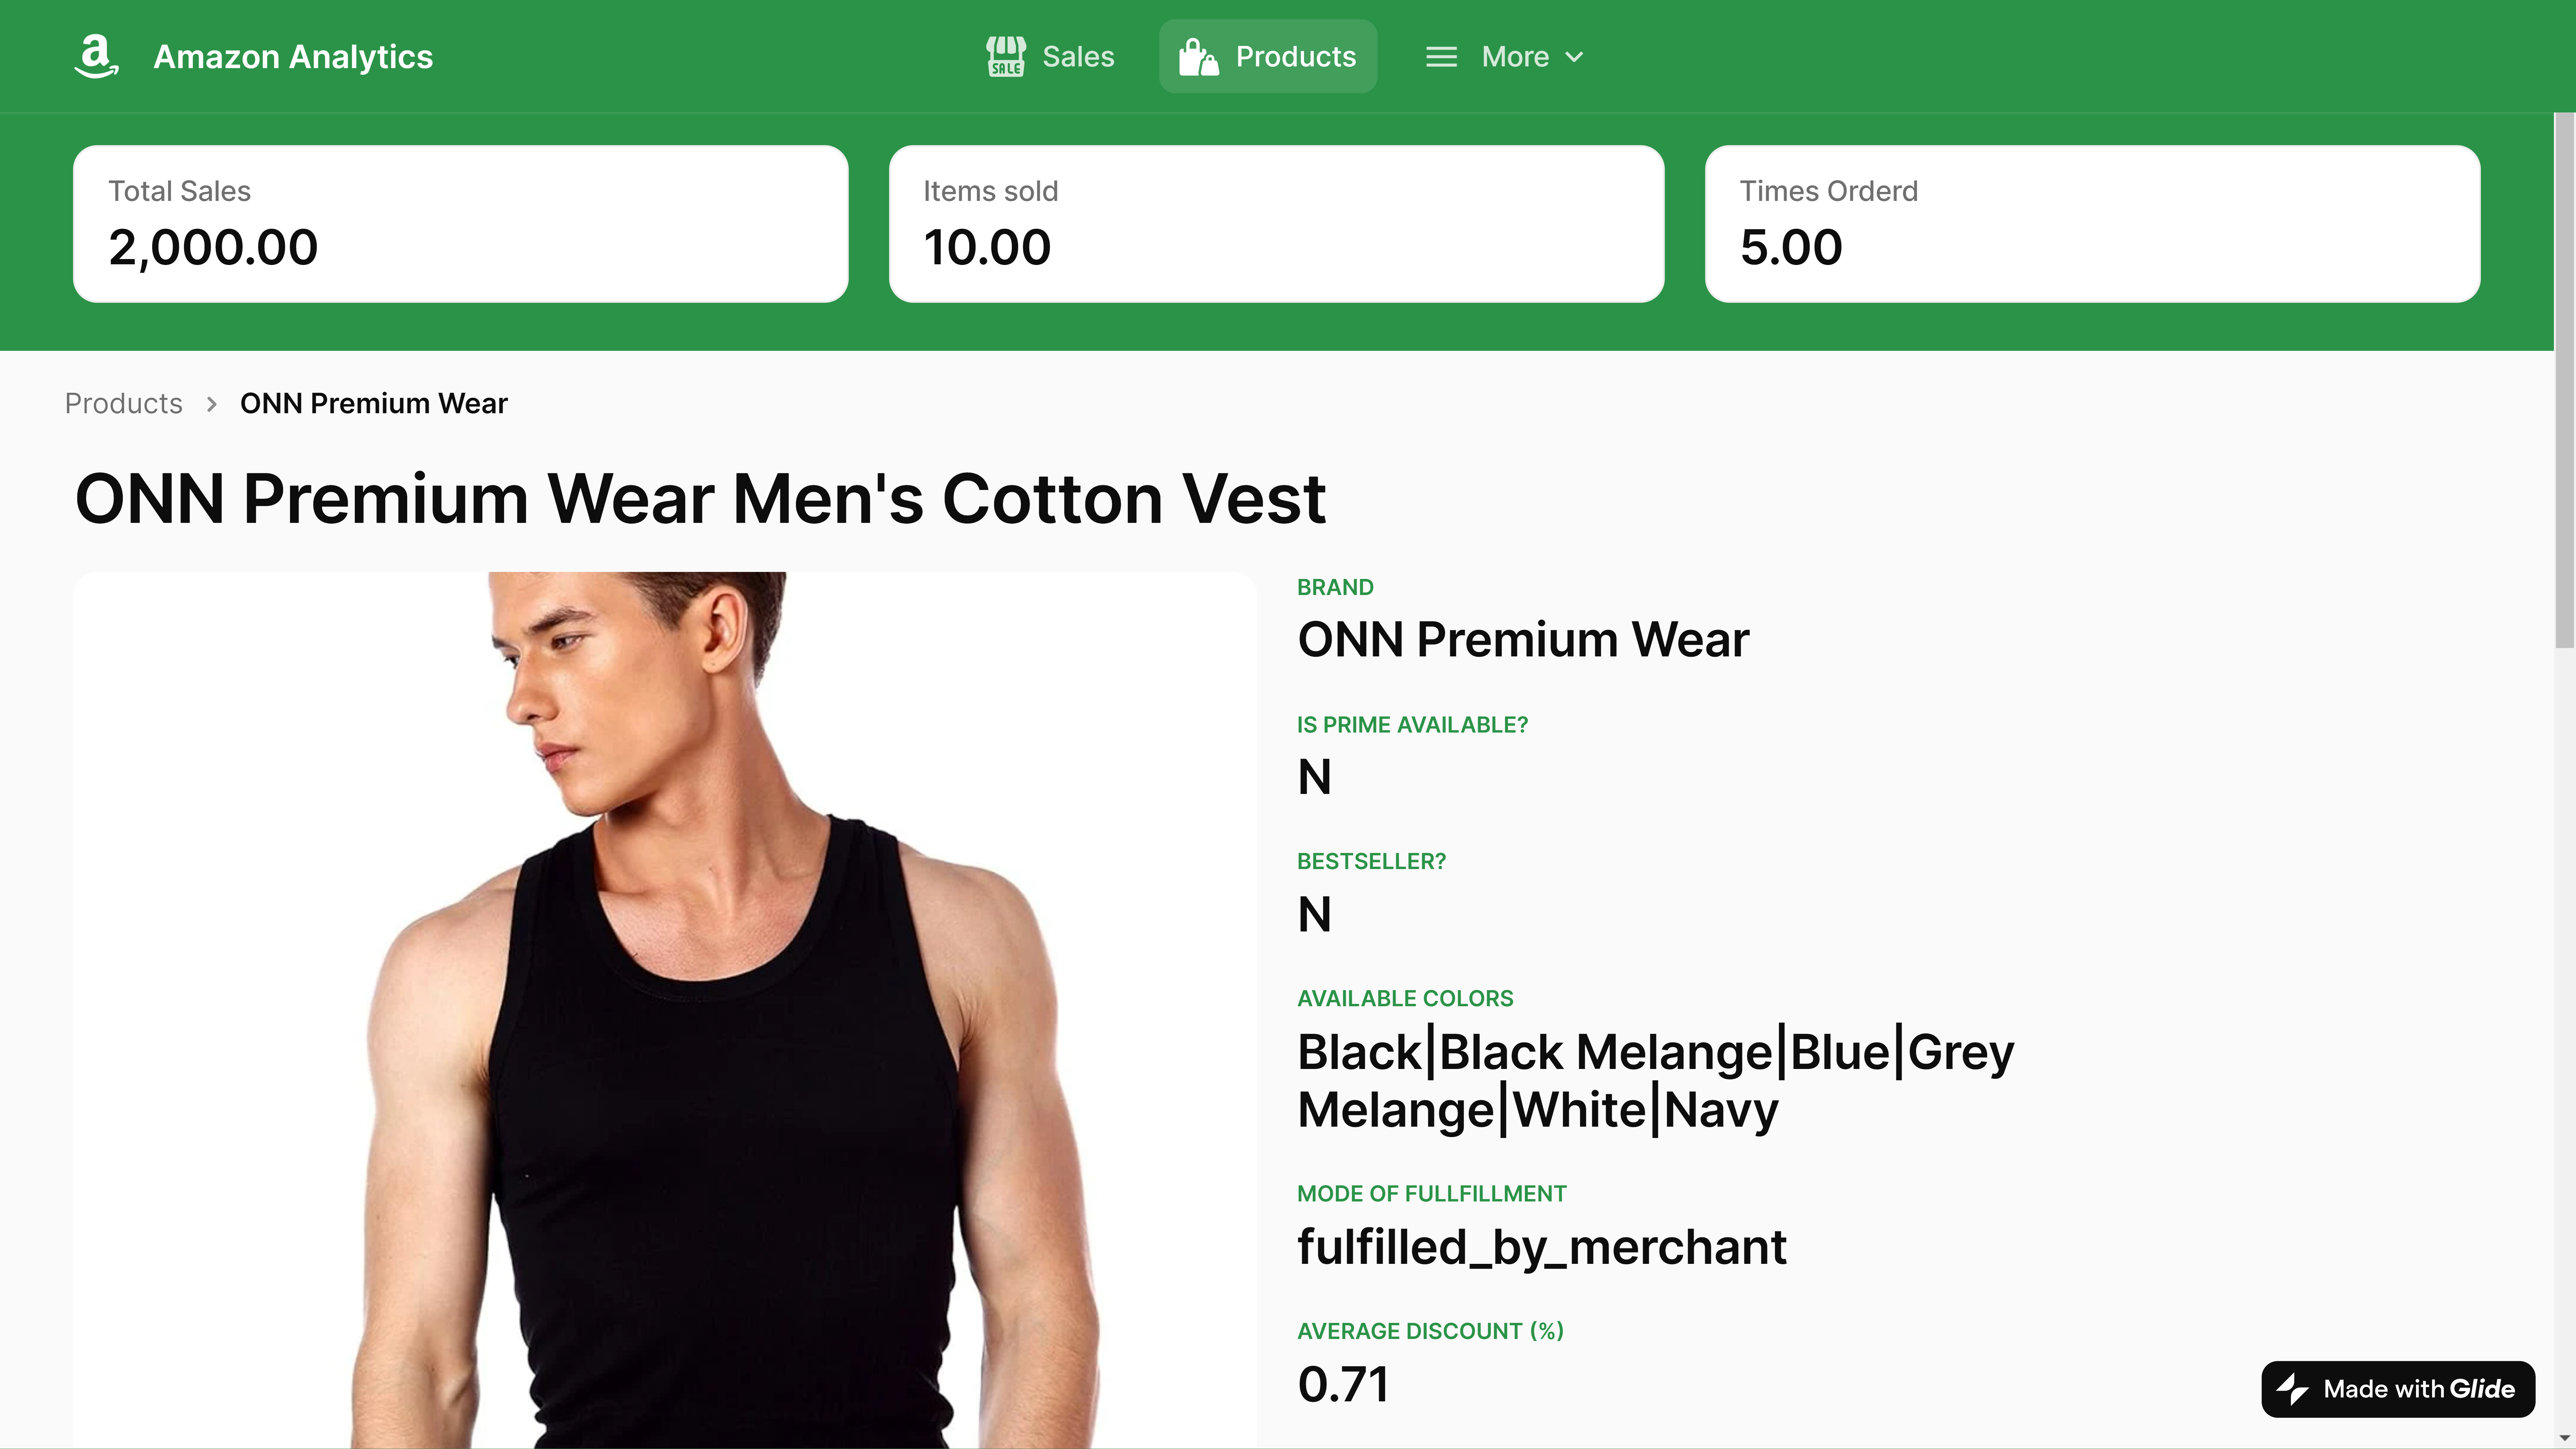 a Amazon Analytics
SALE Sales
Products
More
Total Sales
2,000.00
Items sold
10.00
Times Orderd
5.00
Products > ONN Premium Wear
ONN Premium Wear Men's Cotton Vest
BRAND
ONN Premium Wear
IS PRIME AVAILABLE?
N
BESTSELLER?
N
AVAILABLE COLORS
Black|Black Melange|Blue|Grey
Melange|White|Navy
MODE OF FULLFILLMENT
fulfilled_by_merchant
AVERAGE DISCOUNT (%)
0.71
Made with Glide